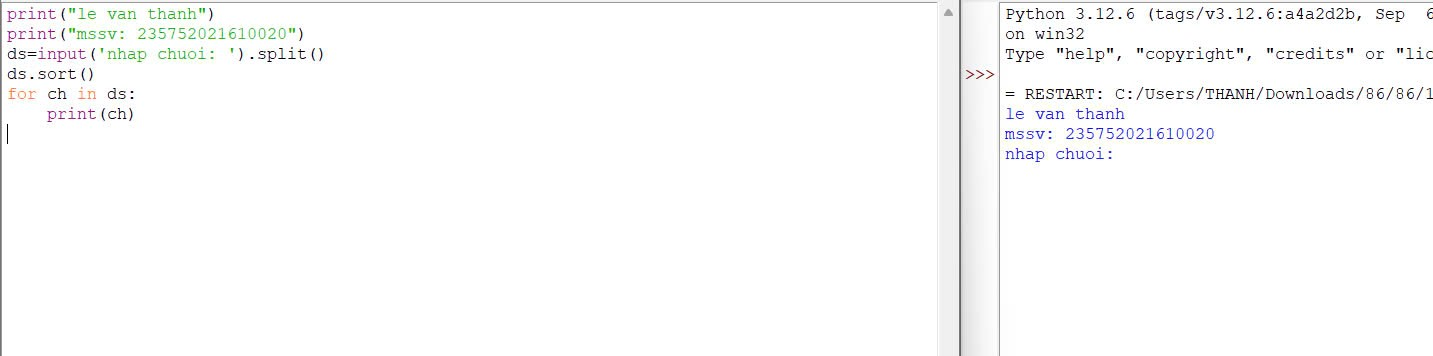 print("le van thanh")
print("mssv: 235752021610020")
ds=input('nhap chuoi: ').split()
ds.sort()
for ch in ds:
    print(ch)
Python 3.12.6 (tags/v3.12.6:a4a2d2b, Sep  6
on win32
Type "help", "copyright", "credits" or "lic
>>>
= RESTART: C:/Users/THANH/Downloads/86/86/1
le van thanh
mssv: 235752021610020
nhap chuoi: